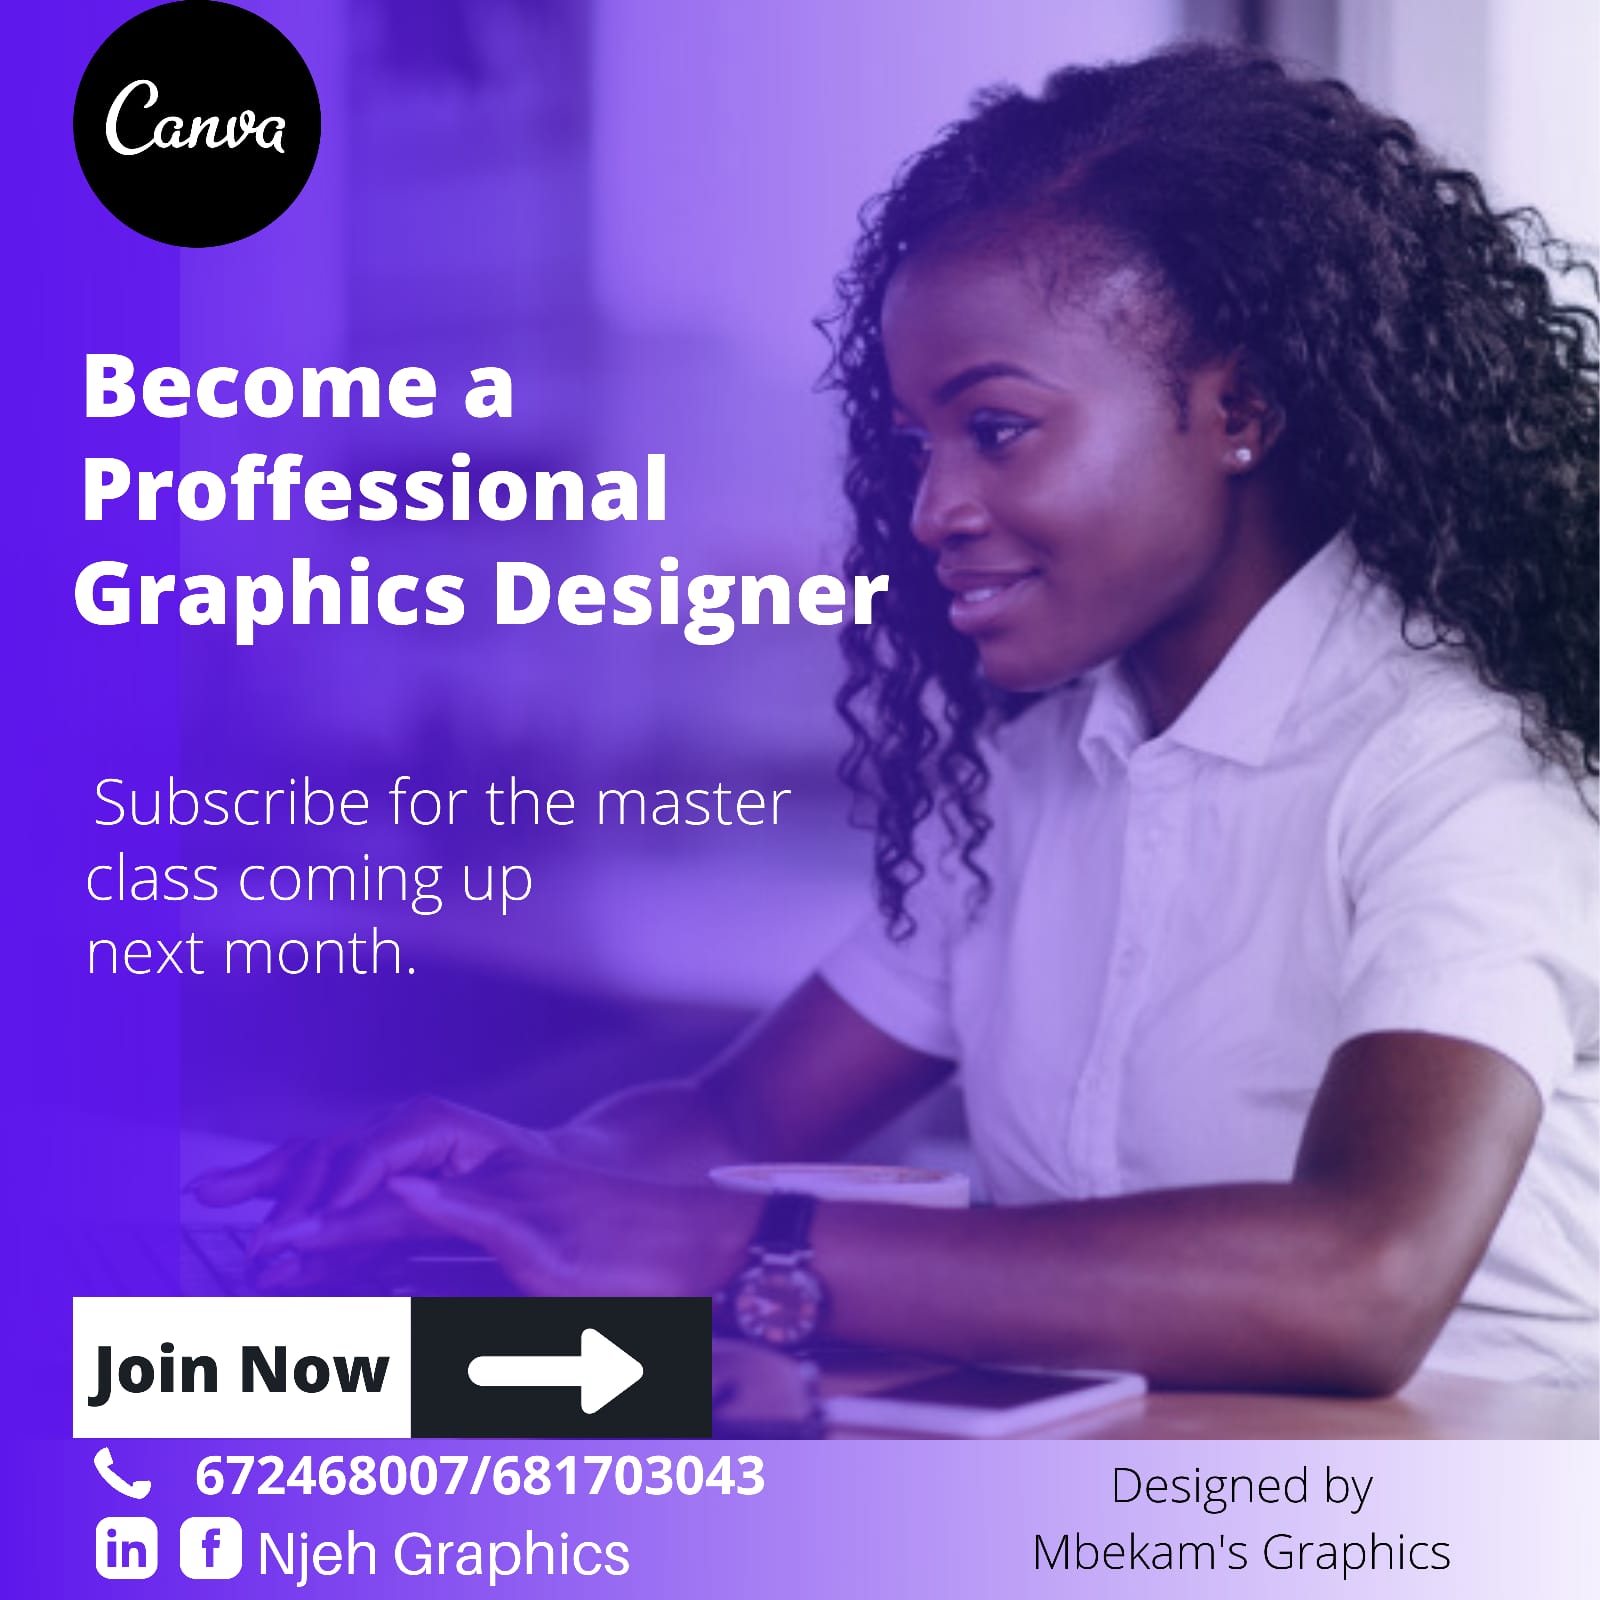 Canva
Become a
Proffessional
Graphics Designer
Subscribe for the master
class coming up
next month.
Join Now
672468007/681703043
in f Njeh Graphics
Designed by
Mbekam's Graphics